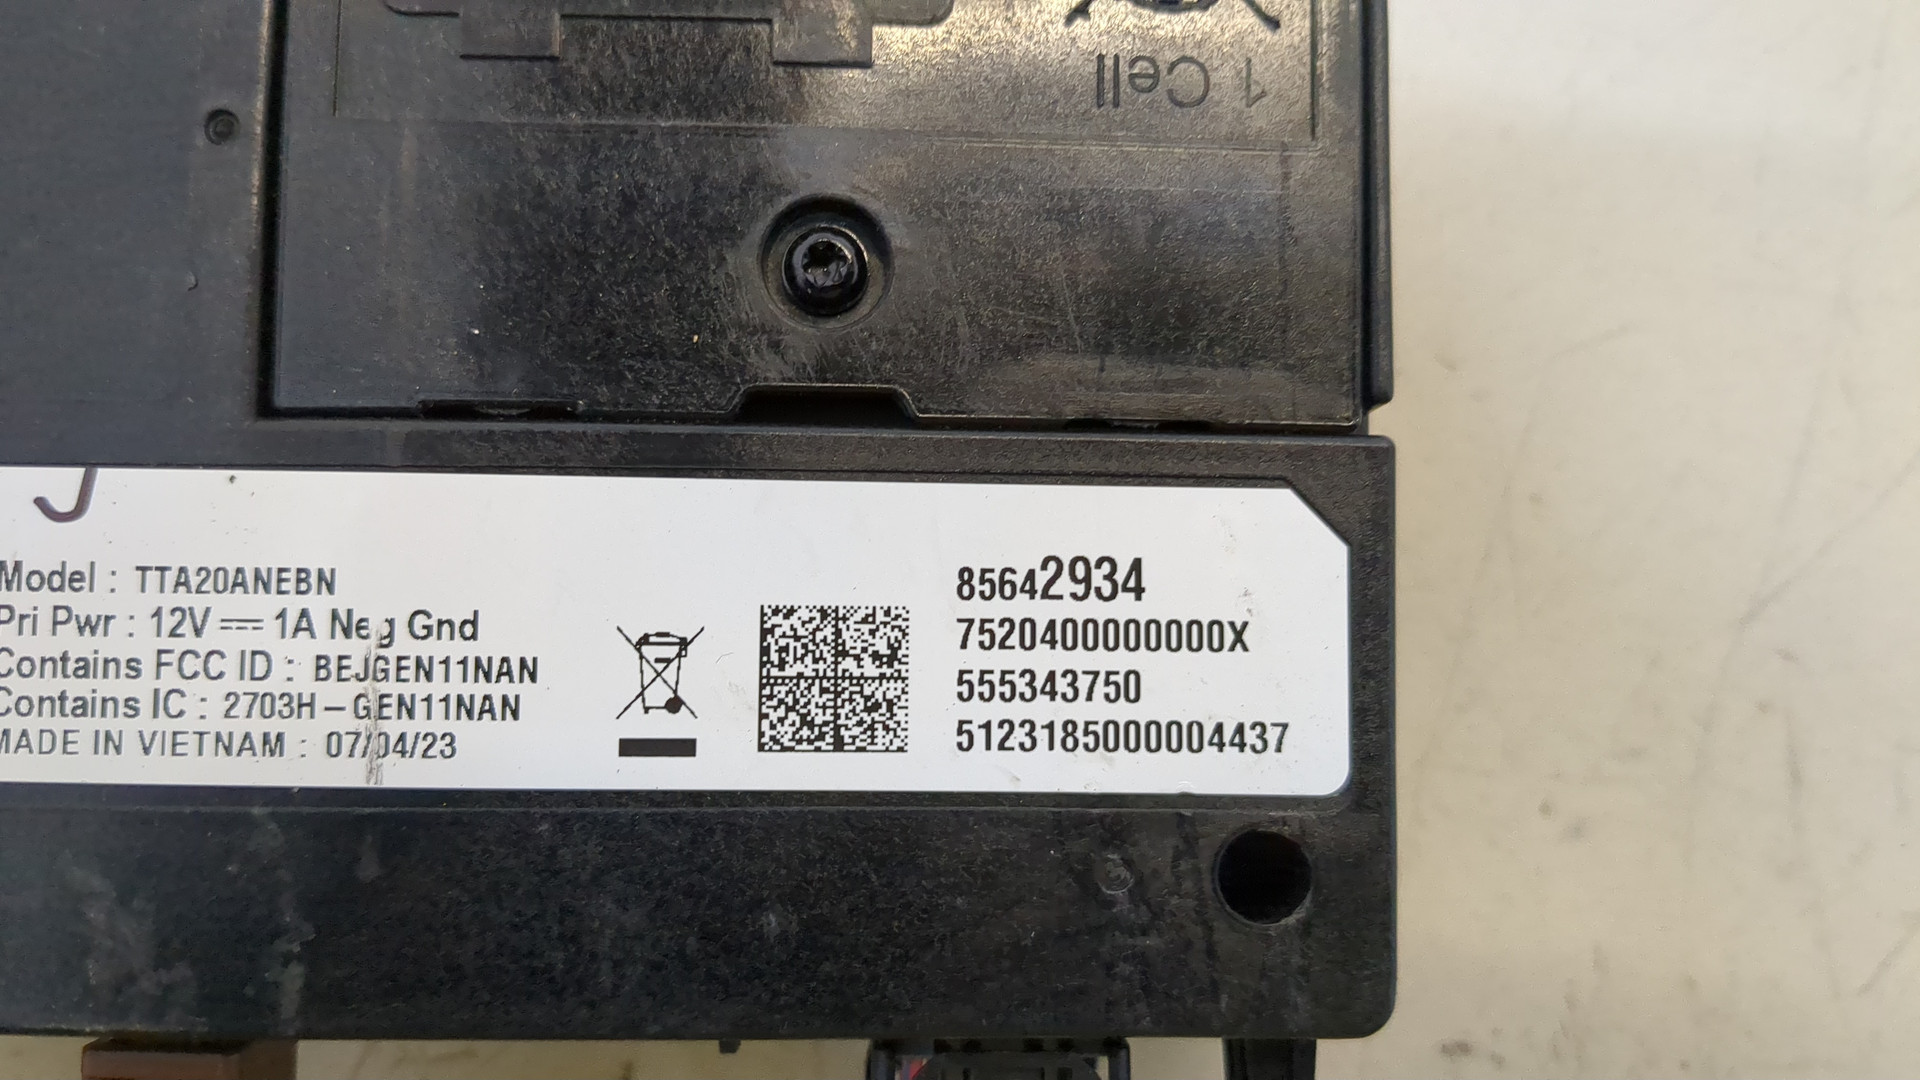 1 Cell
J
Model : TTA20ANEBN
Pri Pwr : 12V 1A Neg Gnd
Contains FCC ID : BEJGEN11NAN
Contains IC : 2703H-GEN11NAN
MADE IN VIETNAM : 07/04/23
85642934
7520400000000X
555343750
5123185000004437